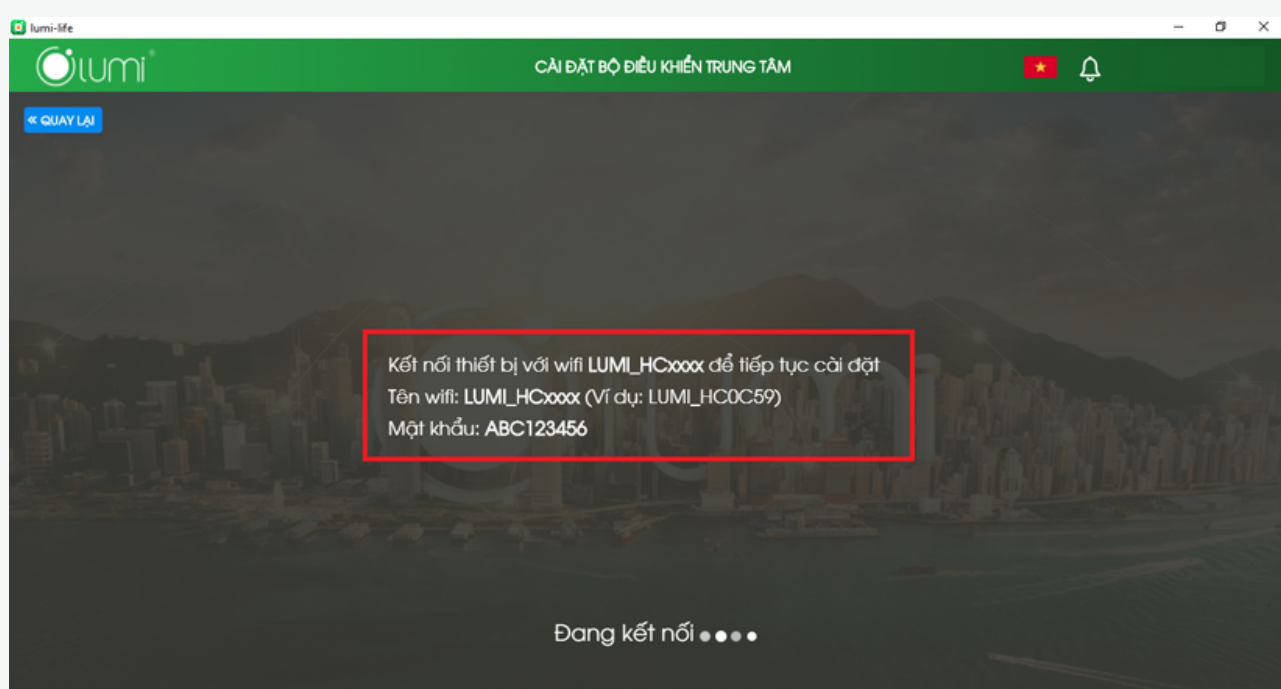 lumi-life
lumi
CÀI ĐẶT BỘ ĐIỀU KHIỂN TRUNG TÂM
« QUAY LẠI
Kết nối thiết bị với wifi LUMI_HCxxxx để tiếp tục cài đặt
Tên wifi: LUMI_HCxxxx (Ví dụ: LUMI_HC0C59)
Mật khẩu: ABC123456
lumi
Đang kết nối